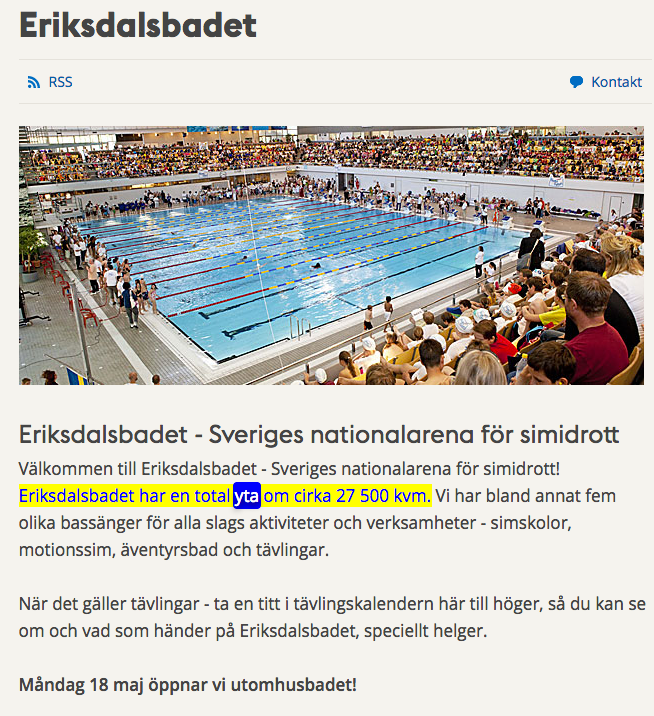 Eriksdalsbadet
RSS
Kontakt
Eriksdalsbadet - Sveriges nationalarena för simidrott
Välkommen till Eriksdalsbadet - Sveriges nationalarena för simidrott!
Eriksdalsbadet har en total yta om cirka 27 500 kvm. Vi har bland annat fem
olika bassänger för alla slags aktiviteter och verksamheter - simskolor,
motionssim, äventyrsbad och tävlingar.
När det gäller tävlingar - ta en titt i tävlingskalendern här till höger, så du kan se
om och vad som händer på Eriksdalsbadet, speciellt helger.
Måndag 18 maj öppnar vi utomhusbadet!